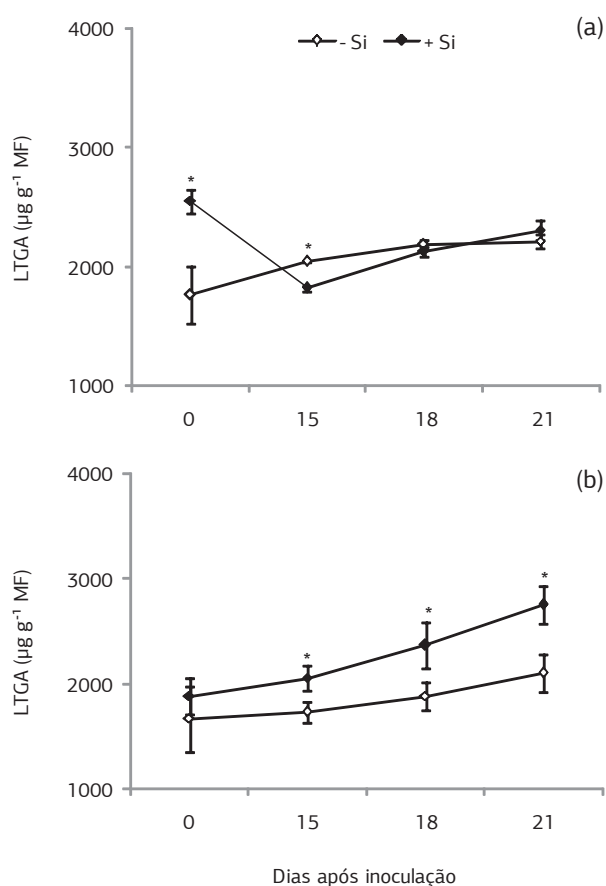 (a)
- Si + Si
4000
3000
2000
1000
LTGA (µg g⁻¹ MF)
*
*
0 15 18 21
(b)
4000
3000
2000
1000
LTGA (µg g⁻¹ MF)
*
*
*
0 15 18 21
Dias após inoculação